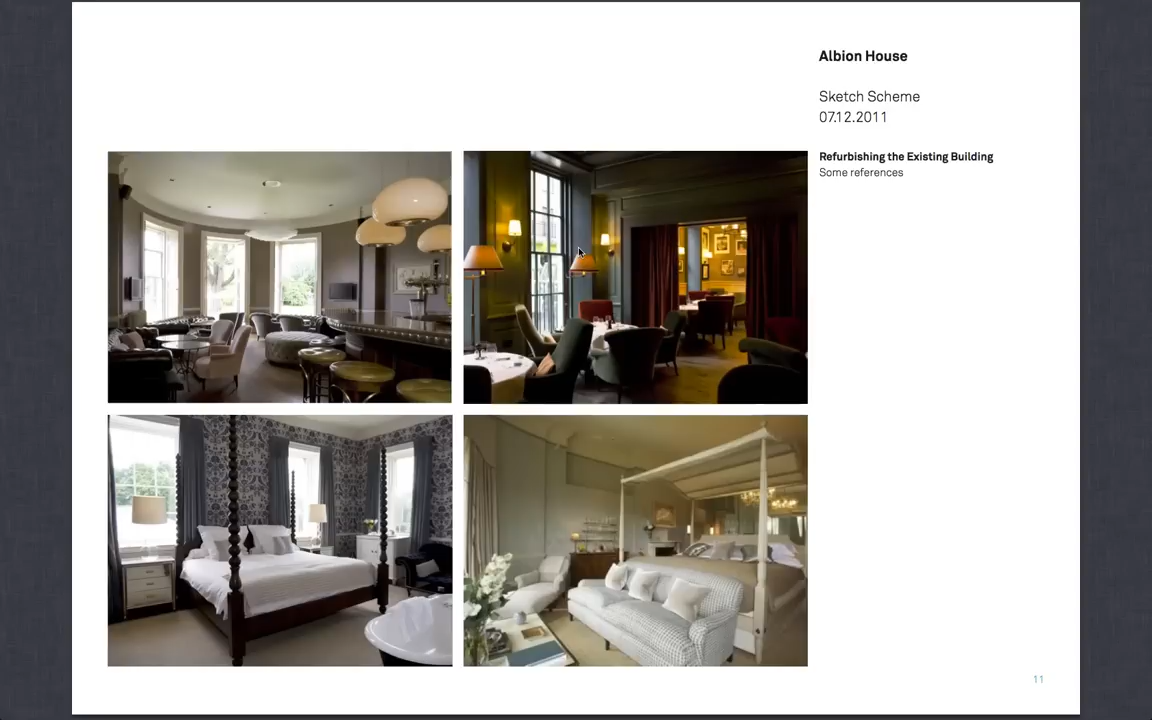 Albion House
Sketch Scheme
07.12.2011
Refurbishing the Existing Building
Some references
11